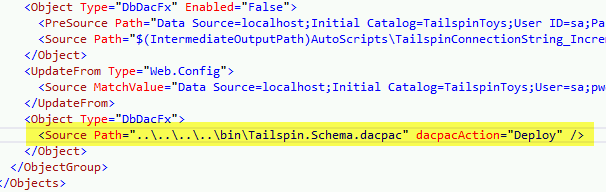 <Object Type="DbDacFx" Enabled="False">
<PreSource Path="Data Source=localhost;Initial Catalog=TailspinToys;User ID=sa;Pa
<Source Path="$(IntermediateOutputPath)AutoScripts\TailspinConnectionString_Incre
</Object>
<UpdateFrom Type="Web.Config">
<Source MatchValue="Data Source=localhost;Initial Catalog=TailspinToys;User=sa;pw
</UpdateFrom>
<Object Type="DbDacFx">
<Source Path="..\..\..\..\bin\Tailspin.Schema.dacpac" dacpacAction="Deploy" />
</Object>
</ObjectGroup>
</Objects>